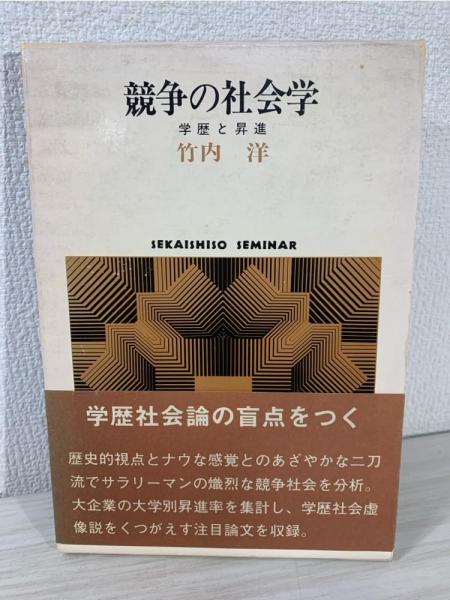 競争の社会学
学歴と昇進
竹内 洋
SEKAISHISO SEMINAR
学歴社会論の盲点をつく
歴史的視点とナウな感覚とのあざやかな二刀
流でサラリーマンの熾烈な競争社会を分析。
大企業の大学別昇進率を集計し、学歴社会虚
像説をくつがえす注目論文を収録。